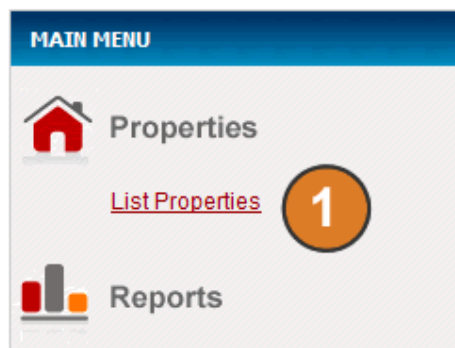 MAIN MENU
Properties
List Properties 1
Reports